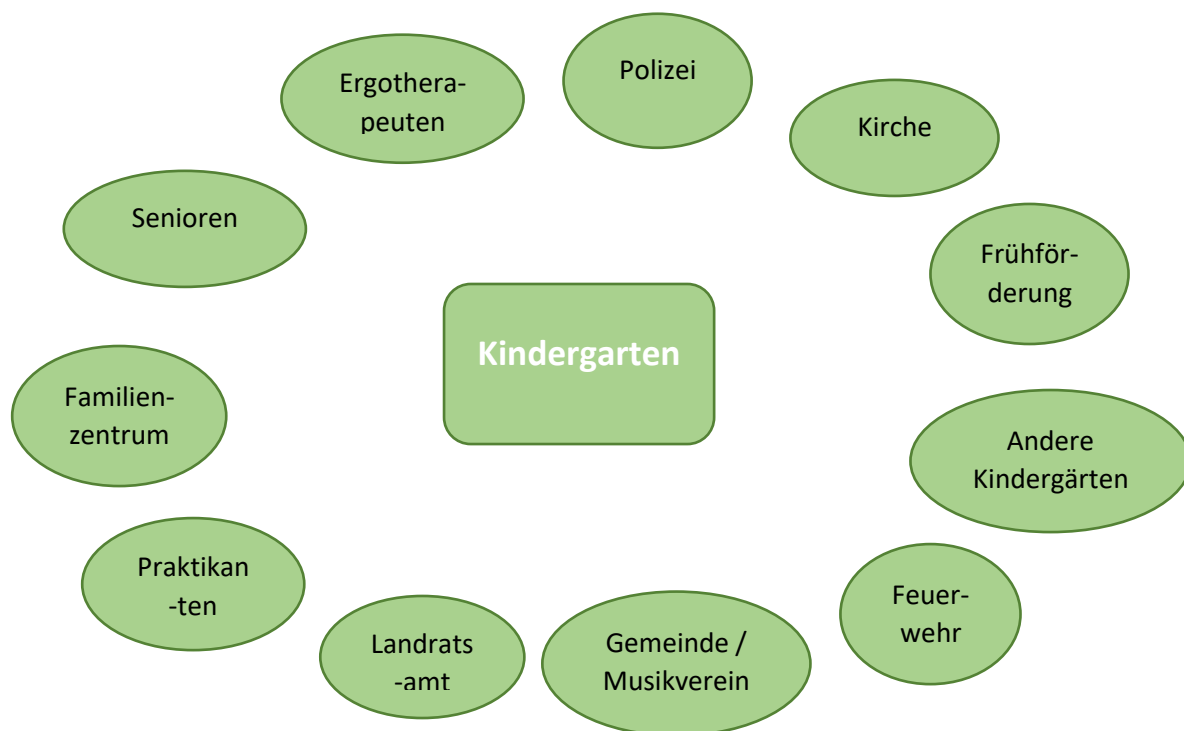 Polizei
Ergothera-
peuten
Kirche
Senioren
Frühför-
derung
Kindergarten
Familien-
zentrum
Andere
Kindergärten
Praktikan
-ten
Feuer-
wehr
Landrats
-amt
Gemeinde /
Musikverein